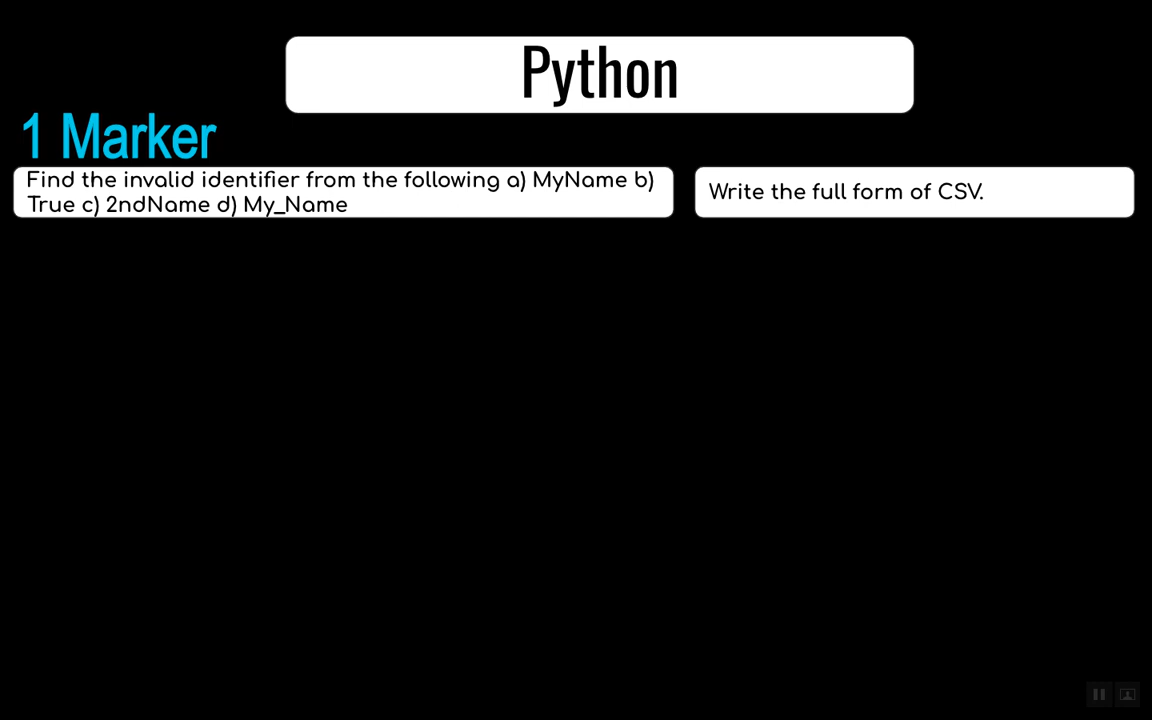 Python
1 Marker
Find the invalid identifier from the following a) MyName b)
True c) 2ndName d) My_Name
Write the full form of CSV.